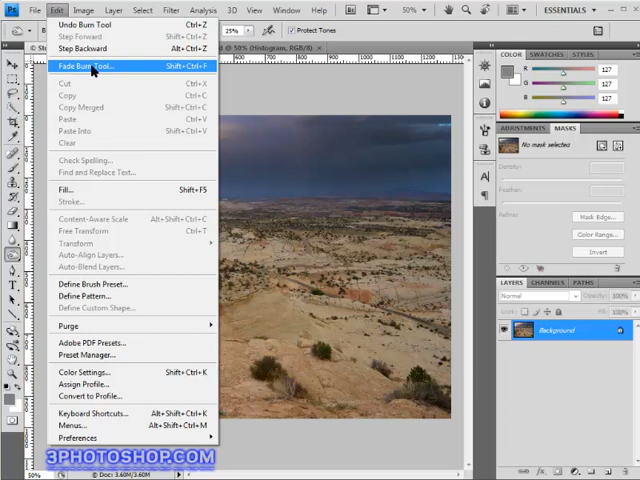 Ps File Edit Image Layer Select Filter Analysis 3D View Window Help 50% ESSENTIALS
25% Protect Tones
0 @ 50% (Histogram, RGB/8)
Undo Burn Tool Ctrl+Z
Step Forward Shift+Ctrl+Z
Step Backward Alt+Ctrl+Z
Fade Burn Tool... Shift+Ctrl+F
Cut Ctrl+X
Copy Ctrl+C
Copy Merged Shift+Ctrl+C
Paste Ctrl+V
Paste Into Shift+Ctrl+V
Clear
Check Spelling...
Find and Replace Text...
Fill... Shift+F5
Stroke...
Content-Aware Scale Alt+Shift+Ctrl+C
Free Transform Ctrl+T
Transform
Auto-Align Layers...
Auto-Blend Layers...
Define Brush Preset...
Define Pattern...
Define Custom Shape...
Purge
Adobe PDF Presets...
Preset Manager...
Color Settings... Shift+Ctrl+K
Assign Profile...
Convert to Profile...
Keyboard Shortcuts... Alt+Shift+Ctrl+K
Menus... Alt+Shift+Ctrl+M
Preferences
COLOR SWATCHES STYLES
R 127
G 127
B 127
ADJUSTMENTS MASKS
No mask selected
Density:
Feather:
Refine: Mask Edge...
Color Range...
Invert
LAYERS CHANNELS PATHS
Normal Opacity: 100%
Lock: Fill: 100%
Background
3PHOTOSHOP.COM
50% Doc: 3.60M/3.60M